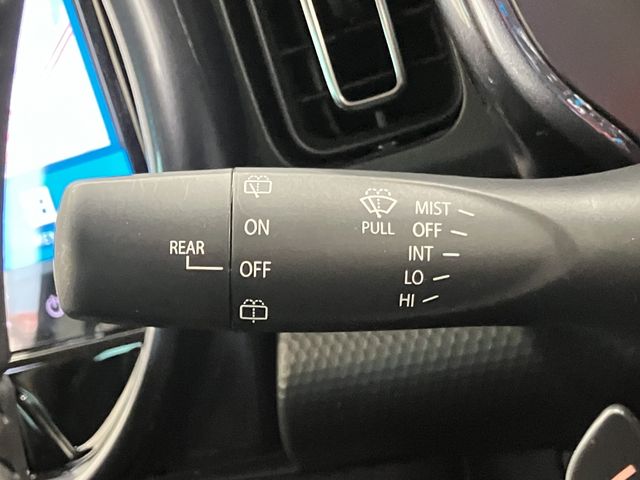 REAR
ON
OFF
PULL
MIST
OFF
INT
LO
HI